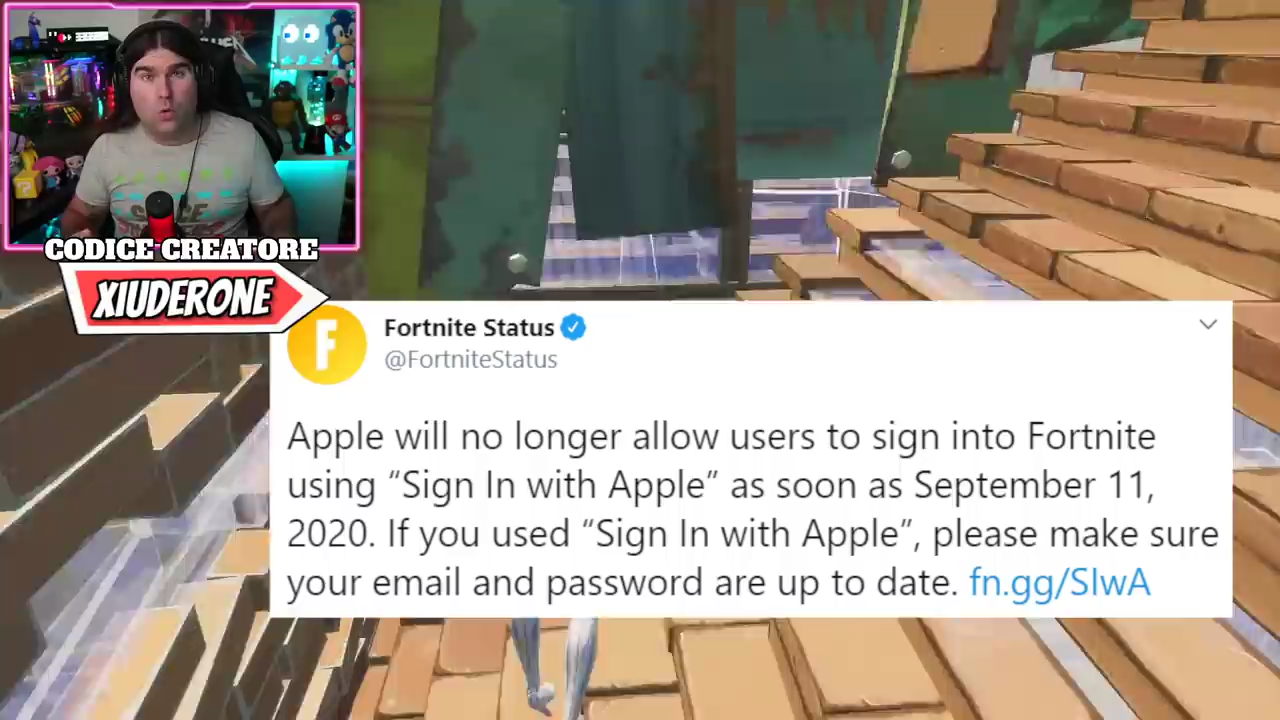 CODICE CREATORE
XIUDERONE
F
Fortnite Status
@FortniteStatus
Apple will no longer allow users to sign into Fortnite
using “Sign In with Apple” as soon as September 11,
2020. If you used “Sign In with Apple”, please make sure
your email and password are up to date. fn.gg/SIwA